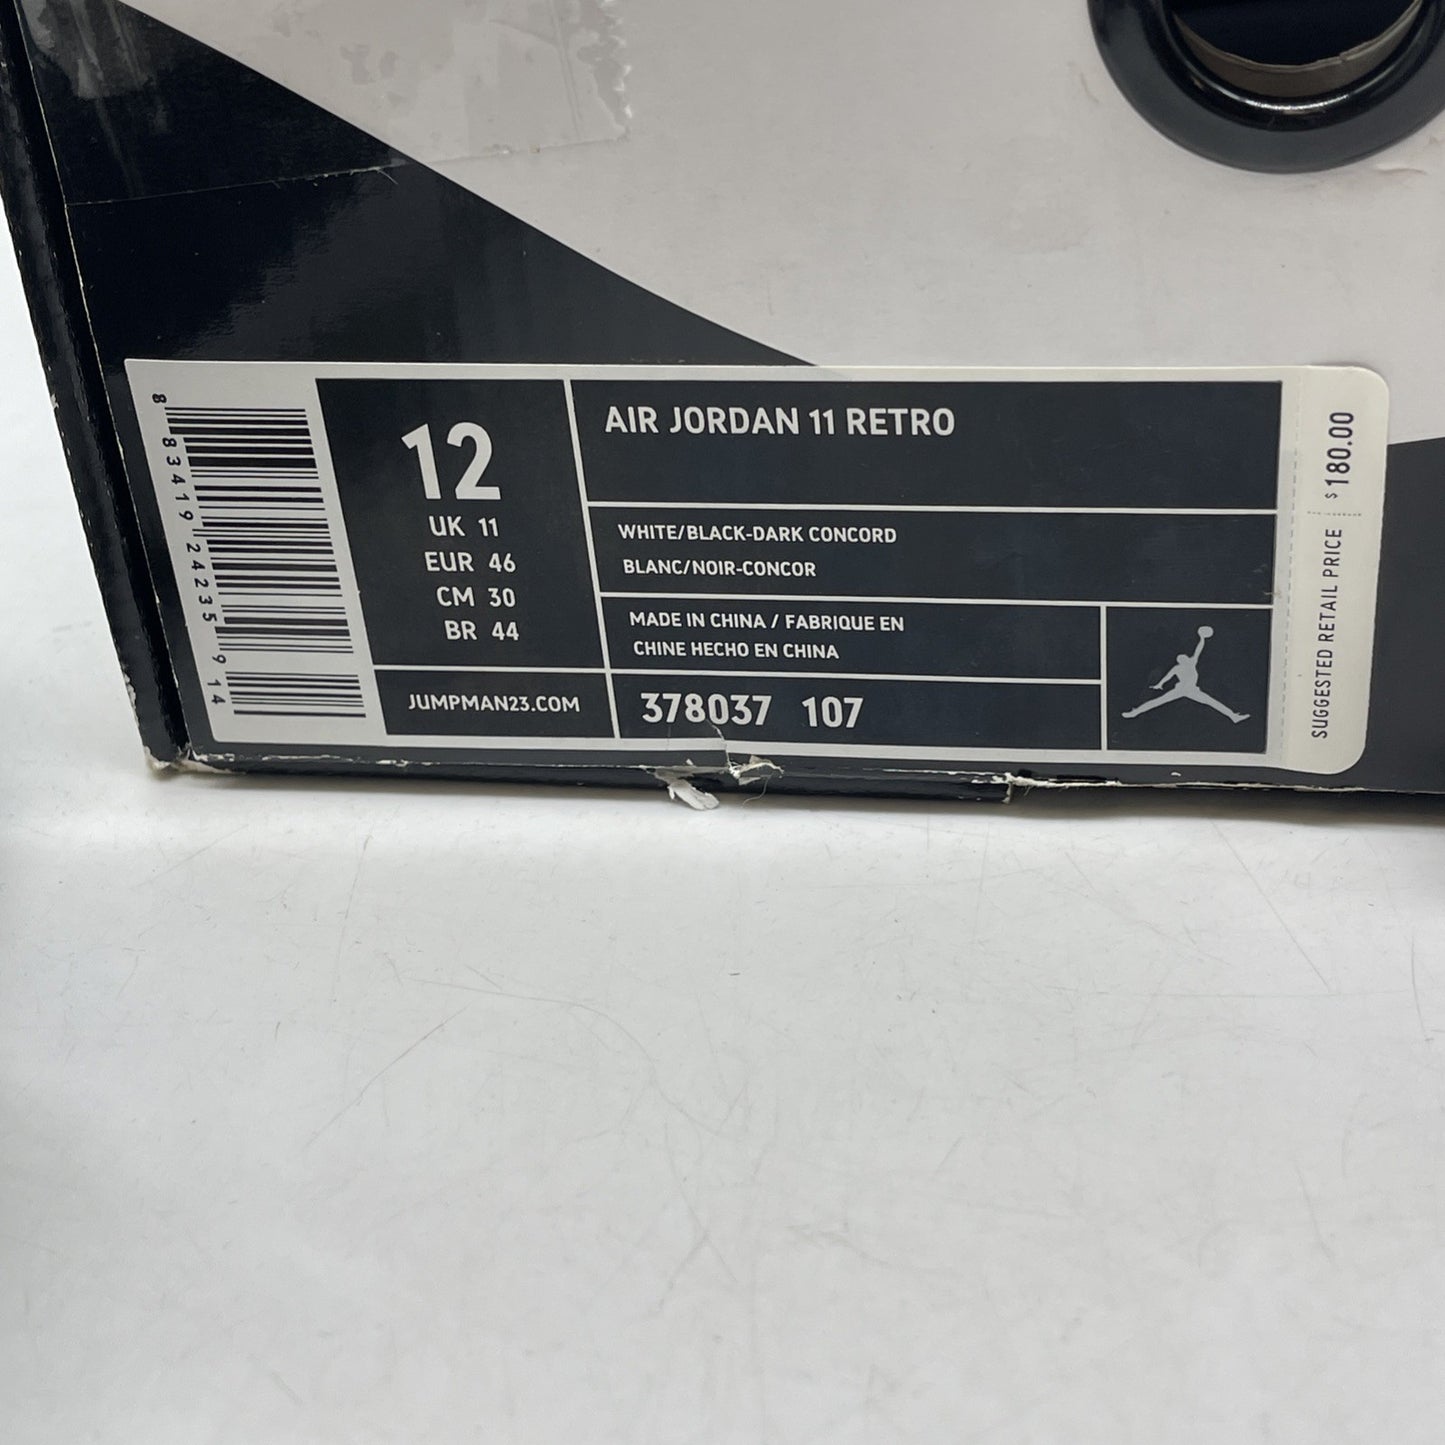 8 83419 24235 914
12
UK 11
EUR 46
CM 30
BR 44
JUMPMAN23.COM
AIR JORDAN 11 RETRO
WHITE/BLACK-DARK CONCORD
BLANC/NOIR-CONCOR
MADE IN CHINA / FABRIQUE EN
CHINE HECHO EN CHINA
378037 107
SUGGESTED RETAIL PRICE $180.00